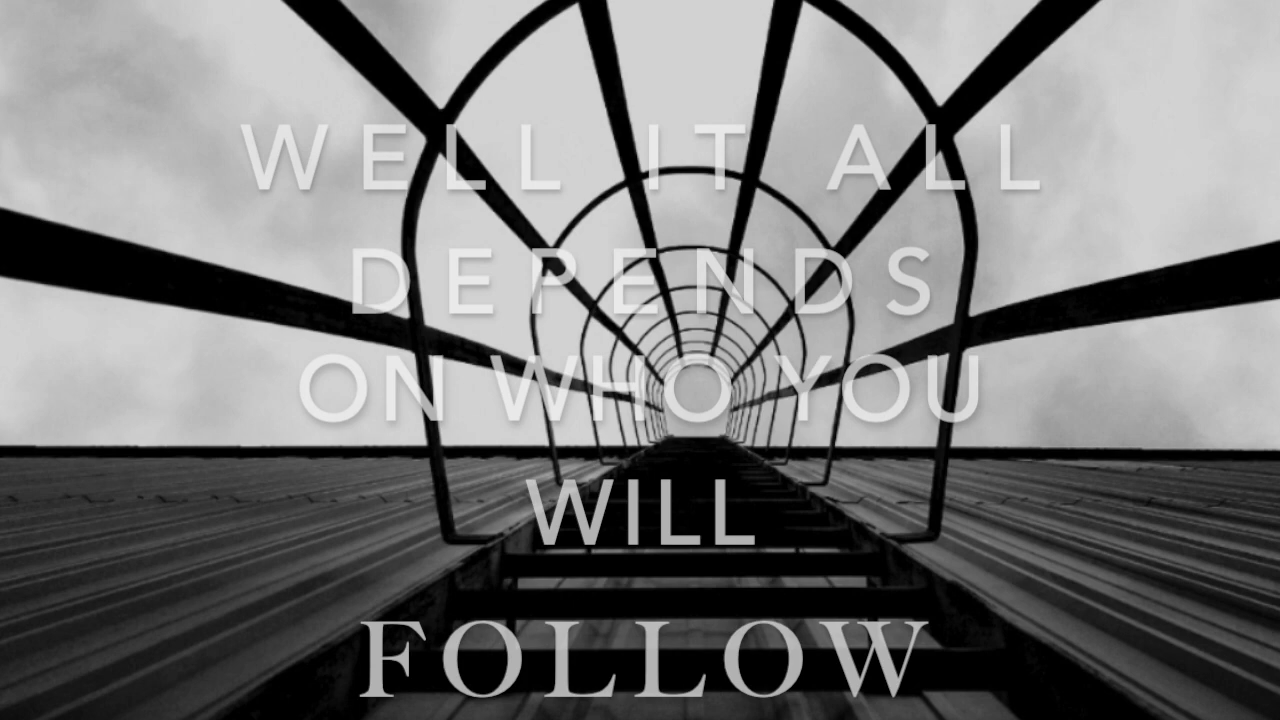 WELL IT ALL
DEPENDS
ON WHO YOU
WILL
FOLLOW